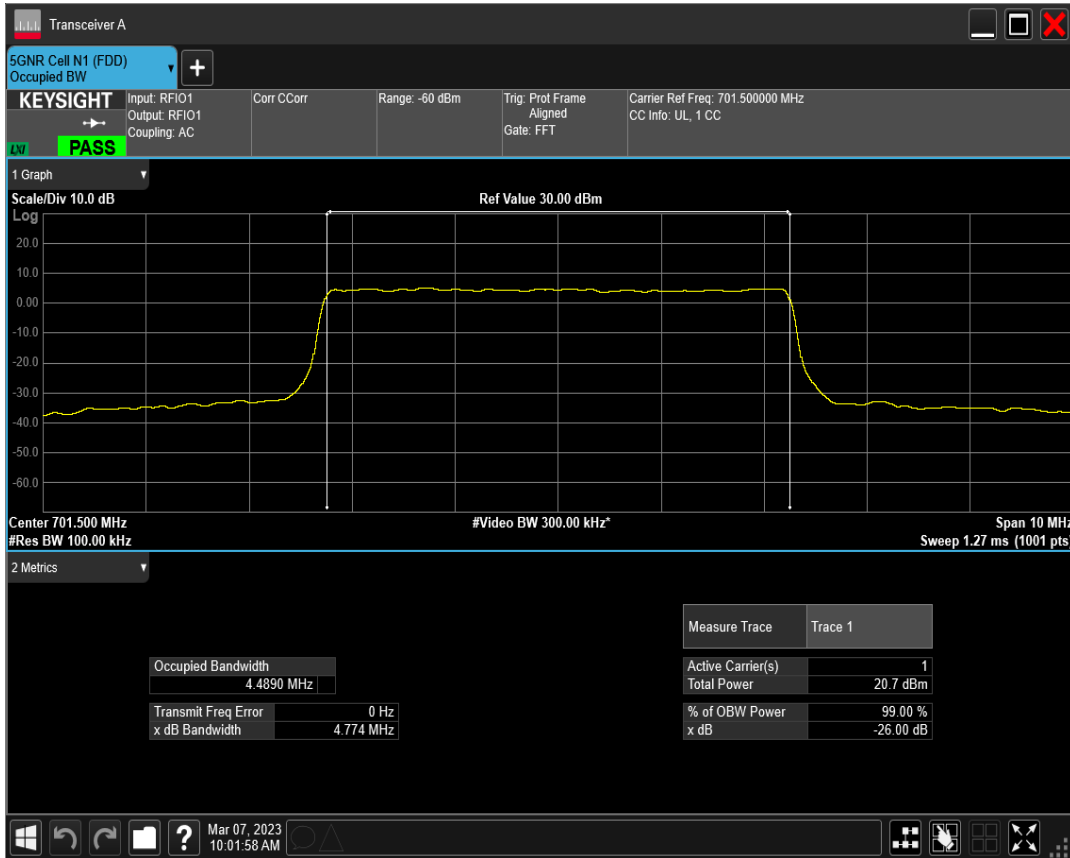 Transceiver A
5GNR Cell N1 (FDD)
Occupied BW
+
KEYSIGHT
LXI
PASS
Input: RFIO1
Output: RFIO1
Coupling: AC
Corr CCorr
Range: -60 dBm
Trig: Prot Frame
Aligned
Gate: FFT
Carrier Ref Freq: 701.500000 MHz
CC Info: UL, 1 CC
1 Graph
Scale/Div 10.0 dB
Ref Value 30.00 dBm
Log
20.0
10.0
0.00
-10.0
-20.0
-30.0
-40.0
-50.0
-60.0
Center 701.500 MHz
#Video BW 300.00 kHz*
Span 10 MHz
#Res BW 100.00 kHz
Sweep 1.27 ms (1001 pts)
2 Metrics
Measure Trace Trace 1
Occupied Bandwidth
4.4890 MHz
Active Carrier(s) 1
Total Power 20.7 dBm
Transmit Freq Error 0 Hz
x dB Bandwidth 4.774 MHz
% of OBW Power 99.00 %
x dB -26.00 dB
?
Mar 07, 2023
10:01:58 AM